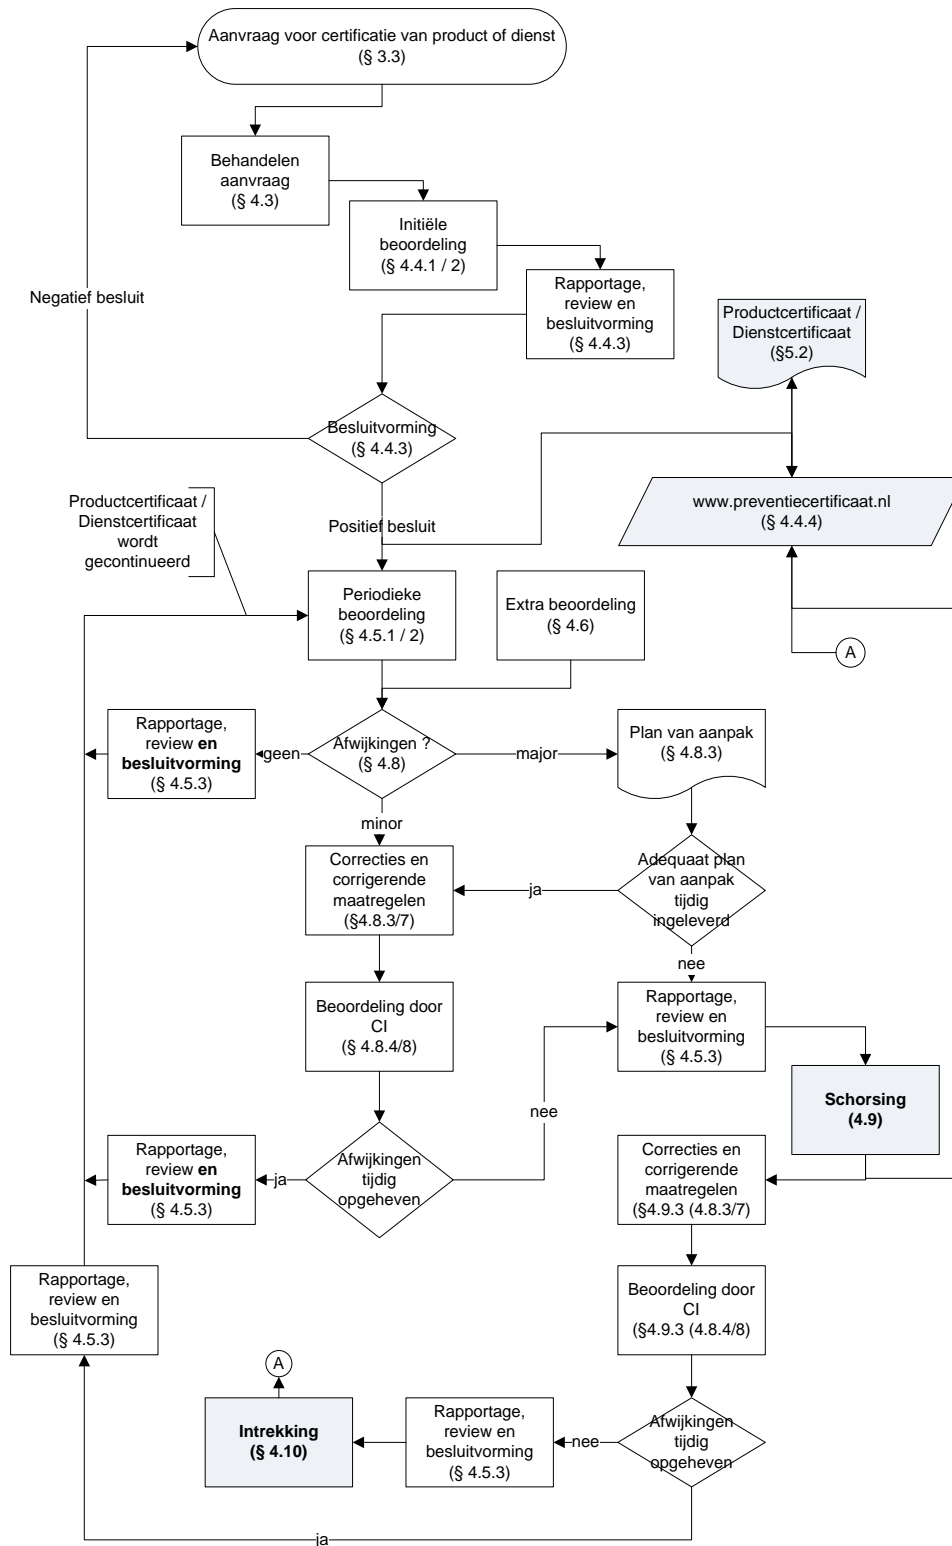 Aanvraag voor certificatie van product of dienst
(§ 3.3)
Behandelen
aanvraag
(§ 4.3)
Initiële
beoordeling
(§ 4.4.1 / 2)
Negatief besluit
Rapportage,
review en
besluitvorming
(§ 4.4.3)
Productcertificaat /
Dienstcertificaat
(§5.2)
Besluitvorming
(§ 4.4.3)
Productcertificaat /
Dienstcertificaat
wordt
gecontinueerd
www.preventiecertificaat.nl
(§ 4.4.4)
Positief besluit
Periodieke
beoordeling
(§ 4.5.1 / 2)
Extra beoordeling
(§ 4.6)
A
Rapportage,
review en
besluitvorming
(§ 4.5.3)
geen
Afwijkingen ?
(§ 4.8)
major
Plan van aanpak
(§ 4.8.3)
minor
Correcties en
corrigerende
maatregelen
(§4.8.3/7)
ja
Adequaat plan
van aanpak
tijdig
ingeleverd
nee
Beoordeling door
CI
(§ 4.8.4/8)
Rapportage,
review en
besluitvorming
(§ 4.5.3)
Schorsing
(4.9)
nee
Rapportage,
review en
besluitvorming
(§ 4.5.3)
ja
Afwijkingen
tijdig
opgeheven
Correcties en
corrigerende
maatregelen
(§4.9.3 (4.8.3/7)
Rapportage,
review en
besluitvorming
(§ 4.5.3)
Beoordeling door
CI
(§4.9.3 (4.8.4/8)
A
Intrekking
(§ 4.10)
Rapportage,
review en
besluitvorming
(§ 4.5.3)
nee
Afwijkingen
tijdig
opgeheven
ja